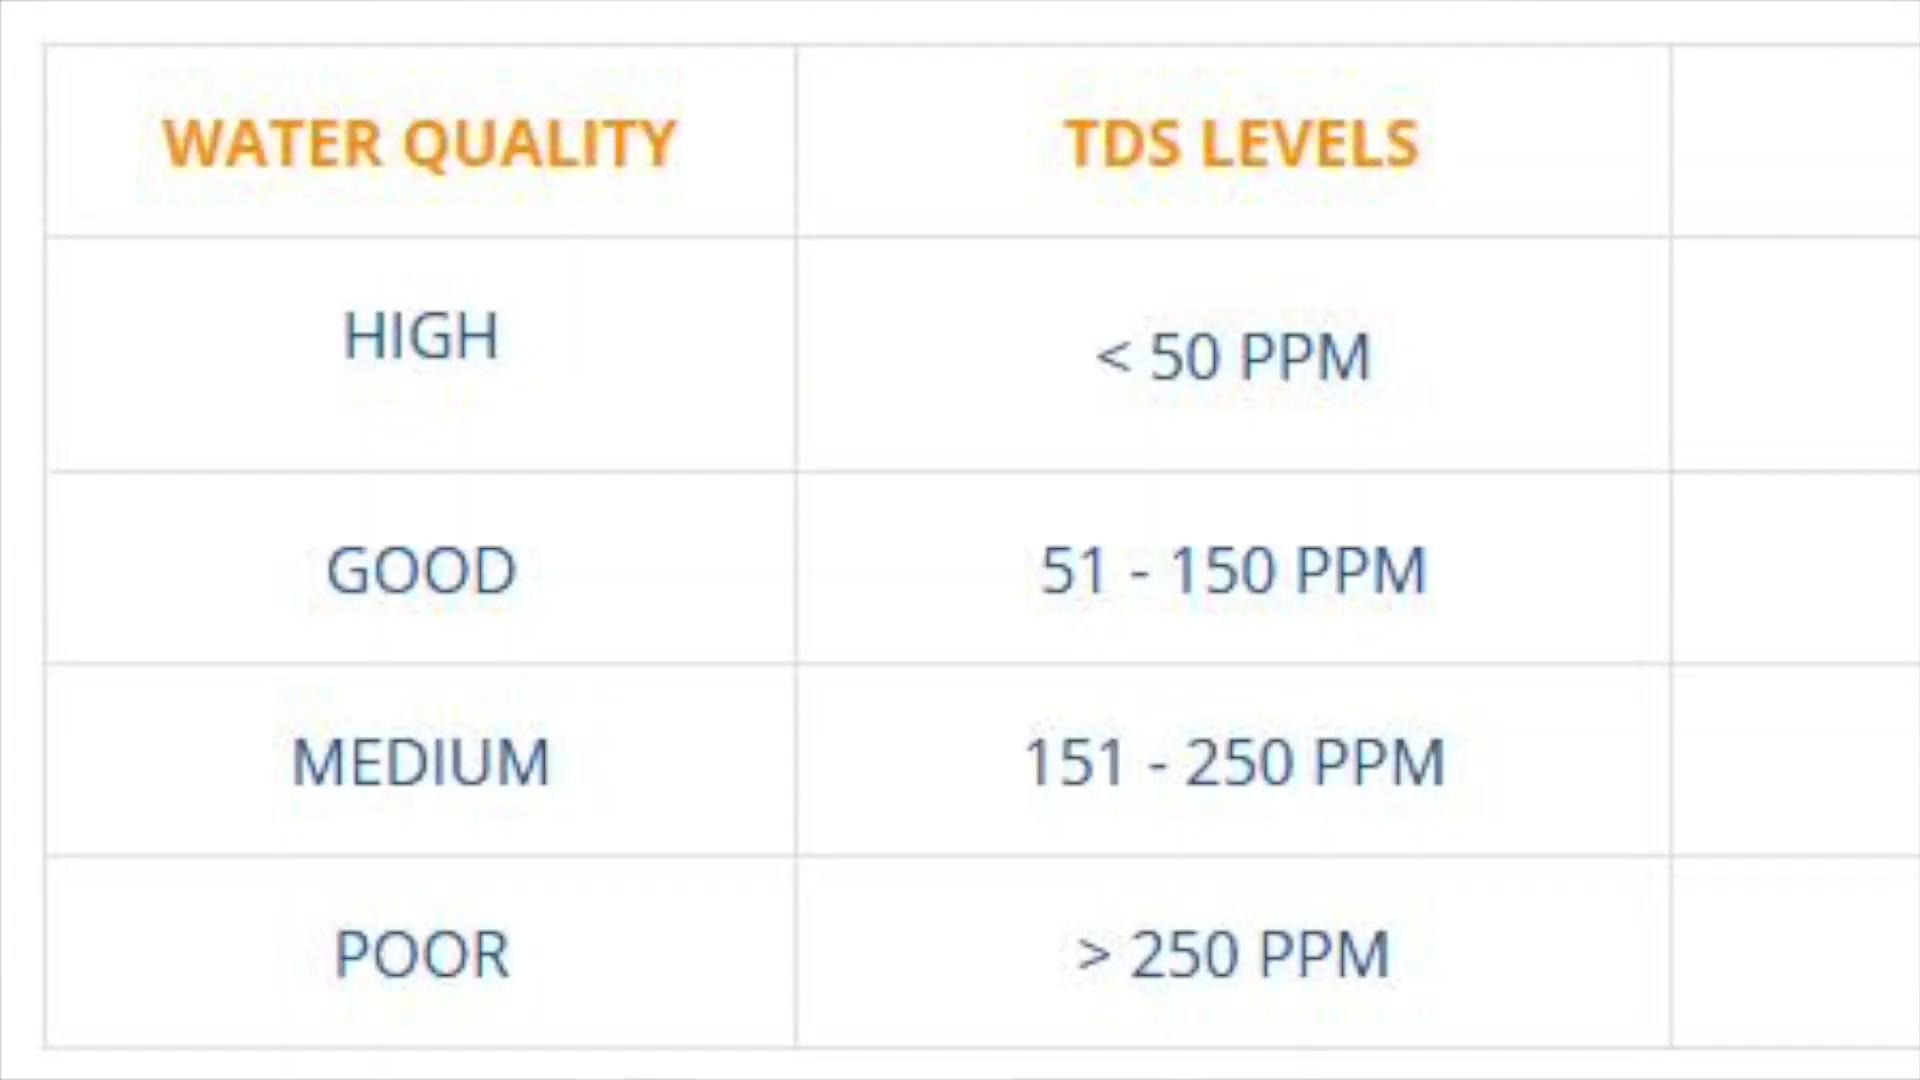 WATER QUALITY TDS LEVELS
HIGH < 50 PPM
GOOD 51 - 150 PPM
MEDIUM 151 - 250 PPM
POOR > 250 PPM